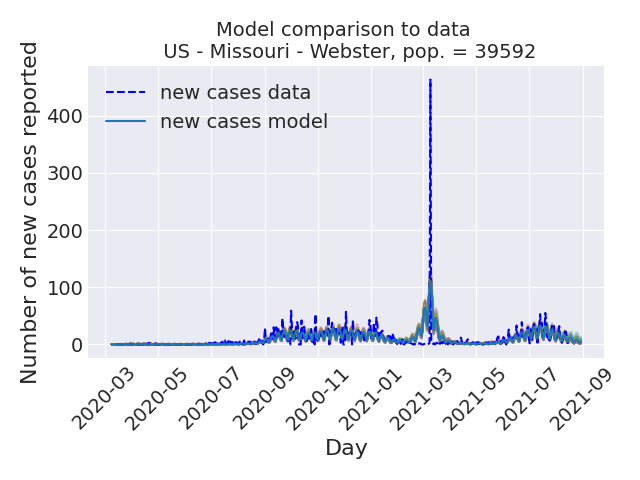 Model comparison to data
US - Missouri - Webster, pop. = 39592
Number of new cases reported
new cases data
new cases model
400
300
200
100
0
2020-03
2020-05
2020-07
2020-09
2020-11
2021-01
2021-03
2021-05
2021-07
2021-09
Day